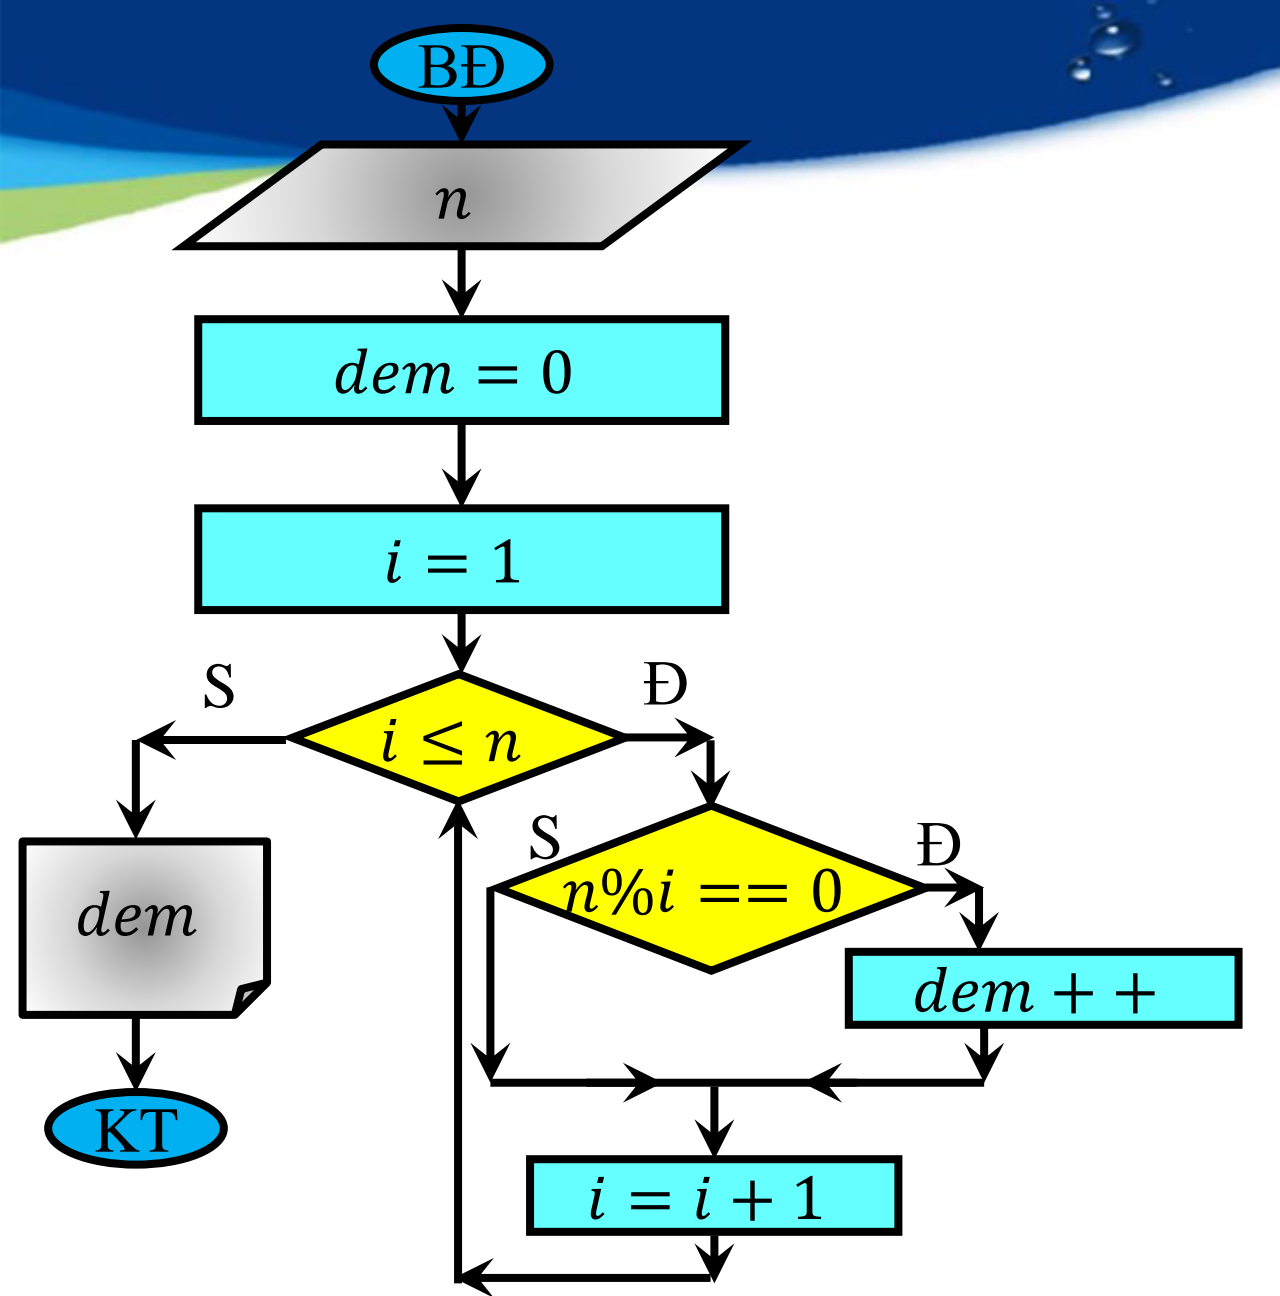 BĐ
n
dem = 0
i = 1
S
Đ
i ≤ n
S
Đ
n%i == 0
dem
dem + +
KT
i = i + 1